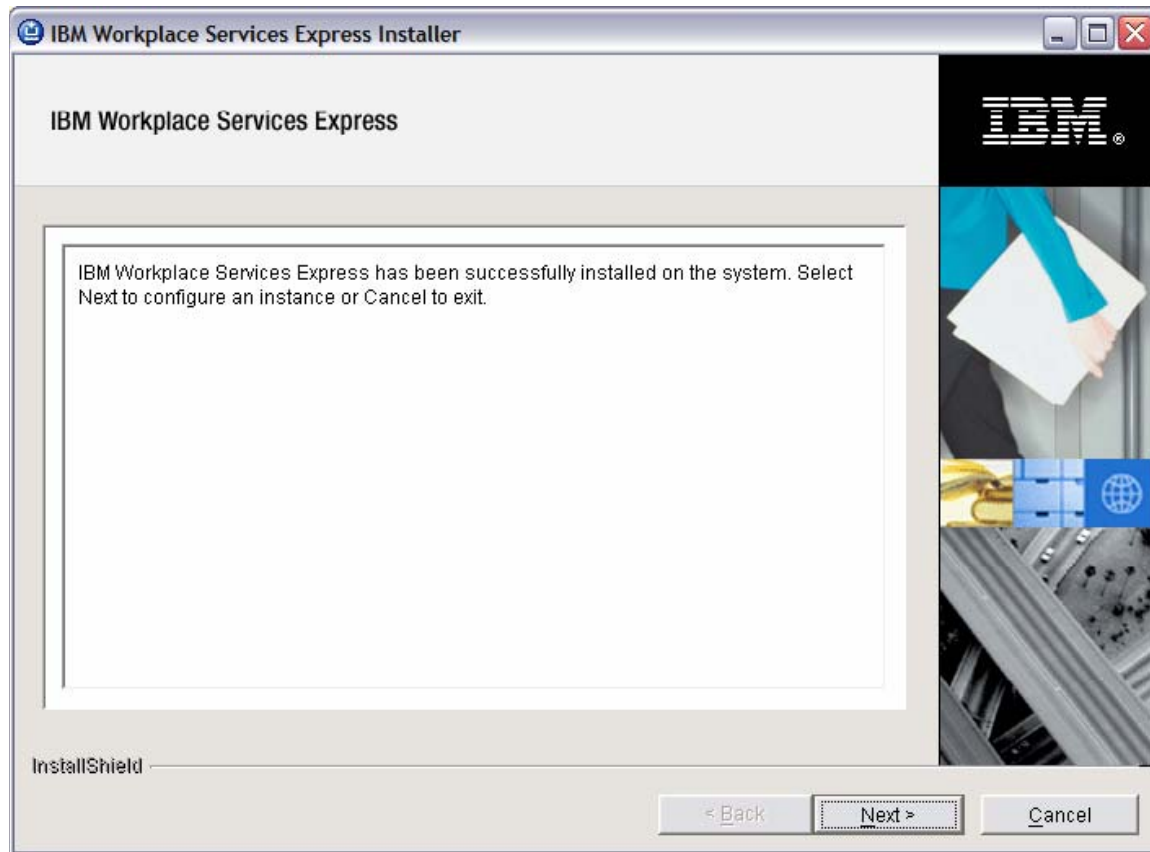 IBM Workplace Services Express Installer
IBM Workplace Services Express
IBM®
IBM Workplace Services Express has been successfully installed on the system. Select
Next to configure an instance or Cancel to exit.
InstallShield
< Back
Next >
Cancel